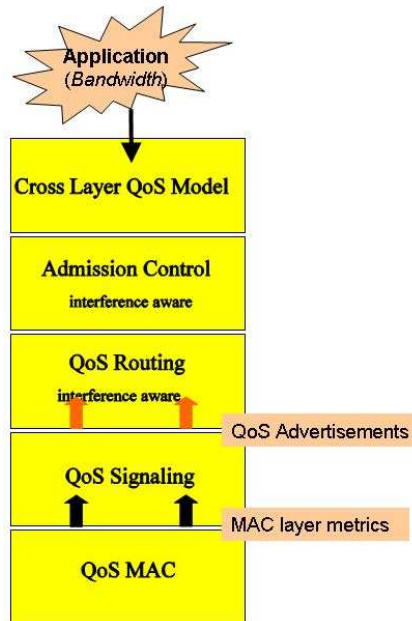 Application
(Bandwidth)
Cross Layer QoS Model
Admission Control
interference aware
QoS Routing
interference aware
QoS Advertisements
QoS Signaling
MAC layer metrics
QoS MAC